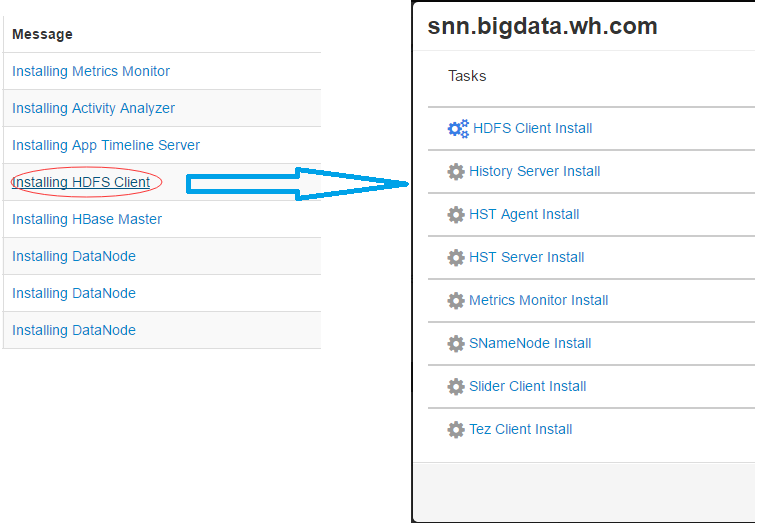 Message
Installing Metrics Monitor
Installing Activity Analyzer
Installing App Timeline Server
Installing HDFS Client
Installing HBase Master
Installing DataNode
Installing DataNode
Installing DataNode
snn.bigdata.wh.com
Tasks
HDFS Client Install
History Server Install
HST Agent Install
HST Server Install
Metrics Monitor Install
SNameNode Install
Slider Client Install
Tez Client Install